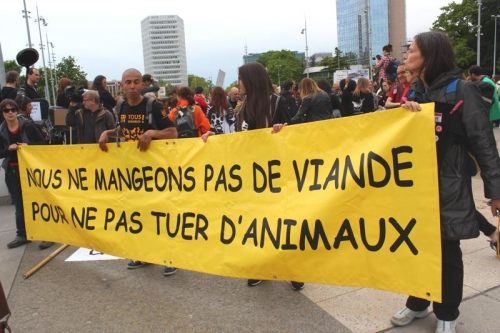 NOUS NE MANGEONS PAS DE VIANDE
POUR NE PAS TUER D'ANIMAUX